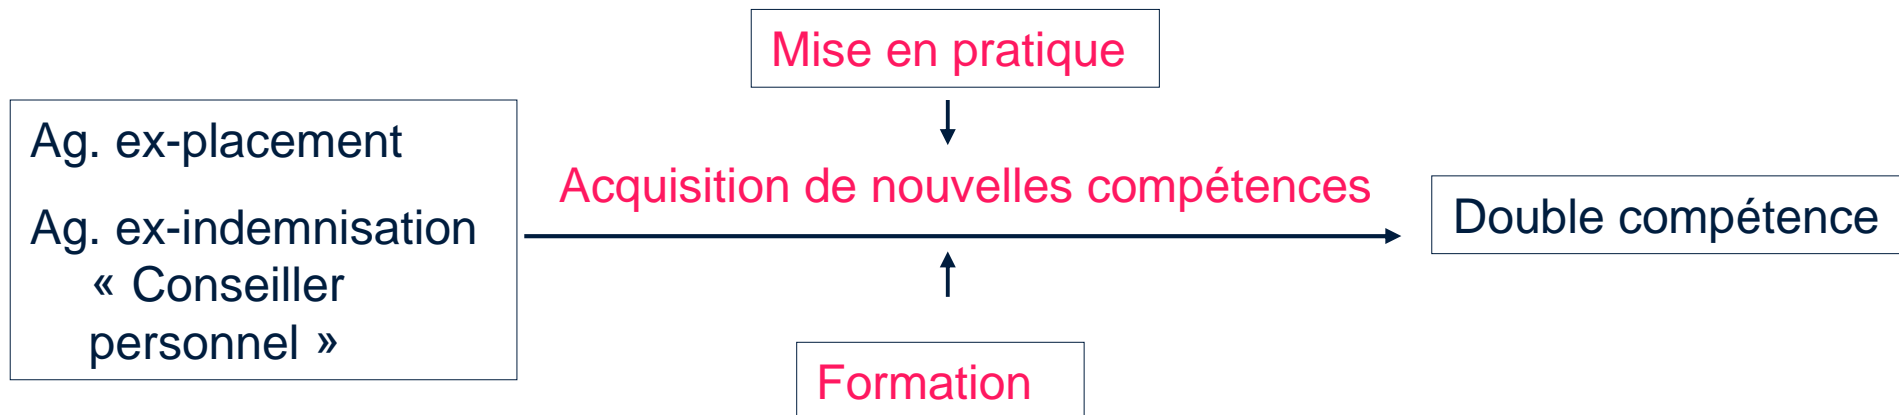 Mise en pratique
Ag. ex-placement
Ag. ex-indemnisation
« Conseiller
personnel »
Acquisition de nouvelles compétences
Double compétence
Formation